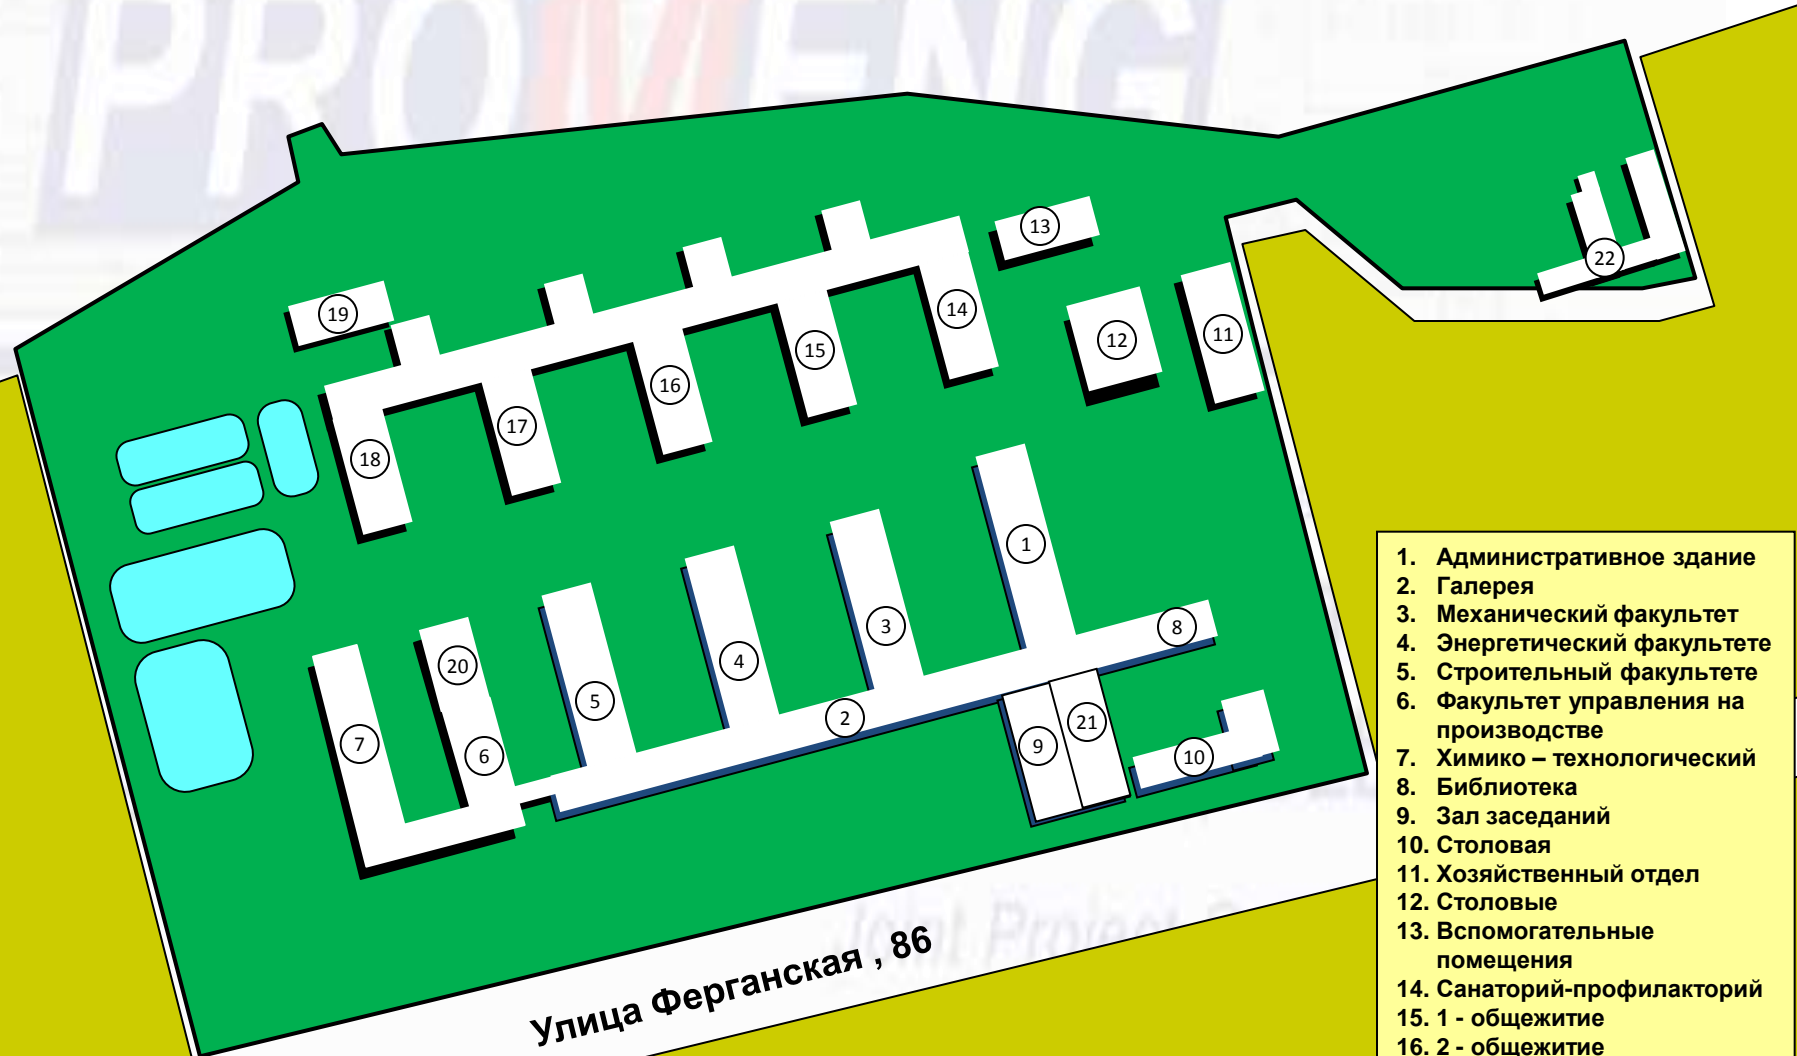 PROMENG
19
13
22
14
11
12
15
16
17
18
1
8
3
20
4
5
2
21
7
6
9
10
Улица Ферганская , 86
Joint Project
1. Административное здание
2. Галерея
3. Механический факультет
4. Энергетический факультете
5. Строительный факультете
6. Факультет управления на
производстве
7. Химико – технологический
8. Библиотека
9. Зал заседаний
10. Столовая
11. Хозяйственный отдел
12. Столовые
13. Вспомогательные
помещения
14. Санаторий-профилакторий
15. 1 - общежитие
16. 2 - общежитие